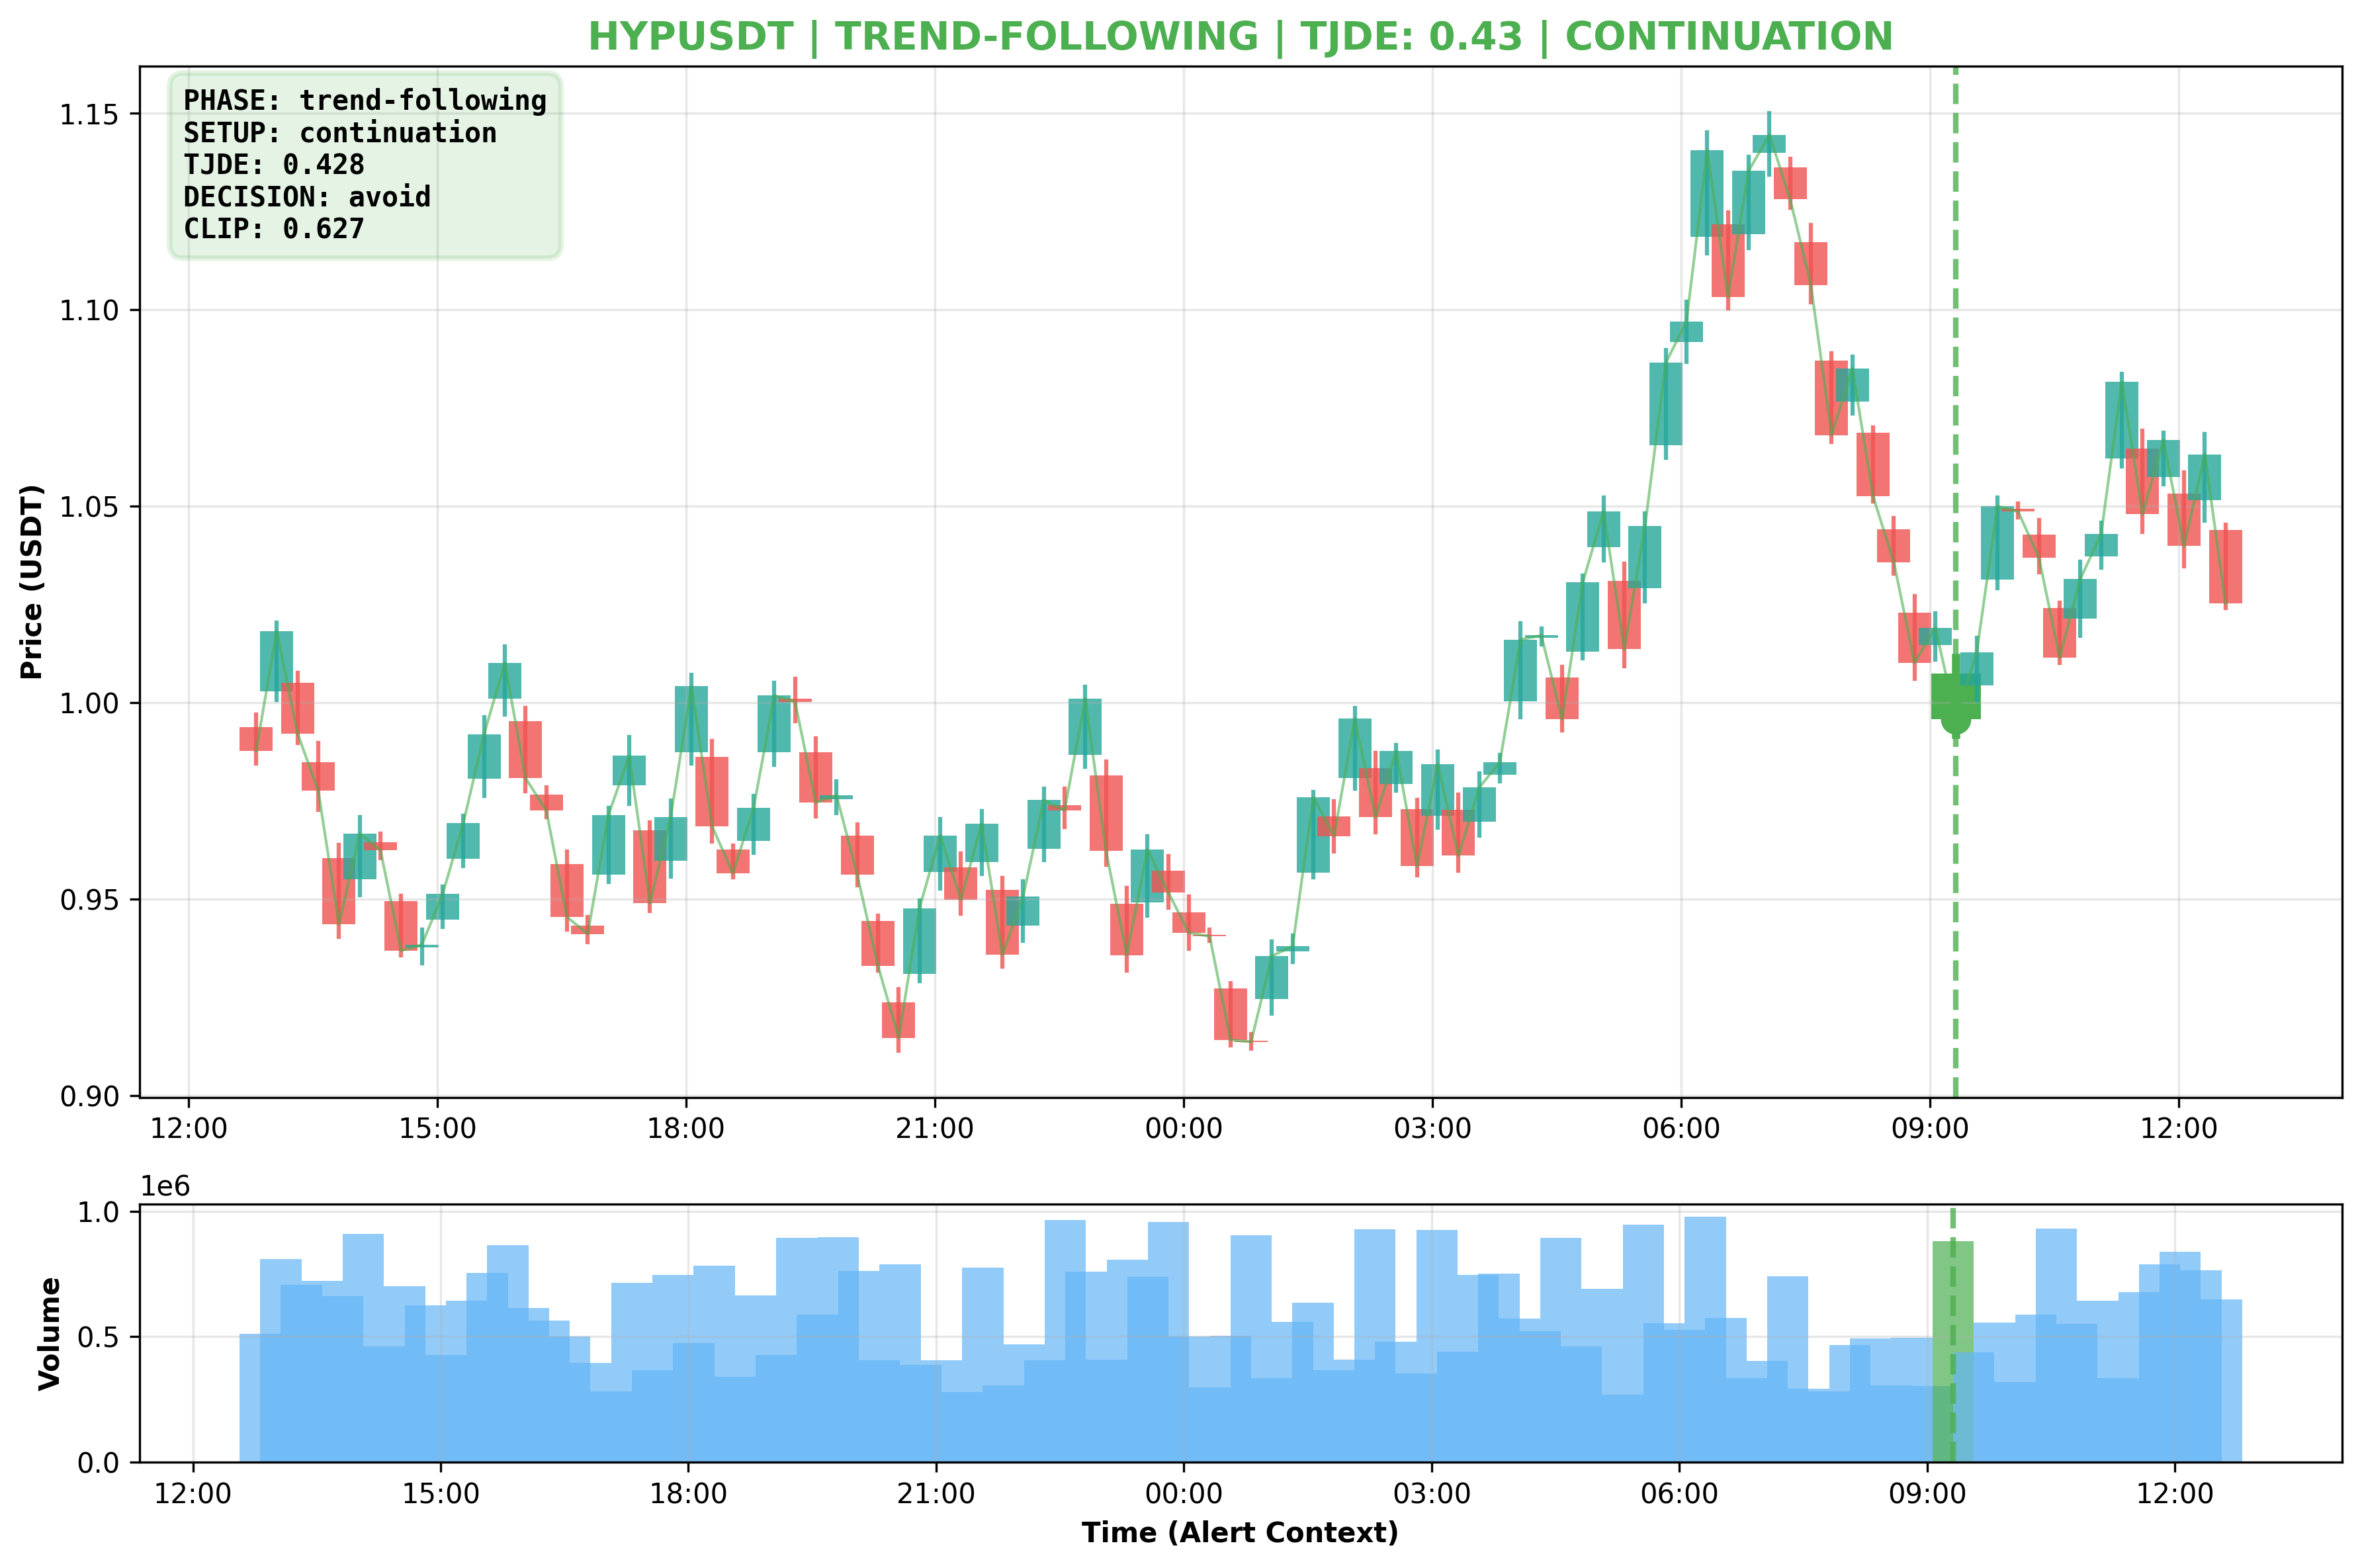 HYPUSDT | TREND-FOLLOWING | TJDE: 0.43 | CONTINUATION
PHASE: trend-following
SETUP: continuation
TJDE: 0.428
DECISION: avoid
CLIP: 0.627
Price (USDT)
1.15
1.10
1.05
1.00
0.95
0.90
12:00 15:00 18:00 21:00 00:00 03:00 06:00 09:00 12:00
1e6
Volume
1.0
0.5
0.0
12:00 15:00 18:00 21:00 00:00 03:00 06:00 09:00 12:00
Time (Alert Context)